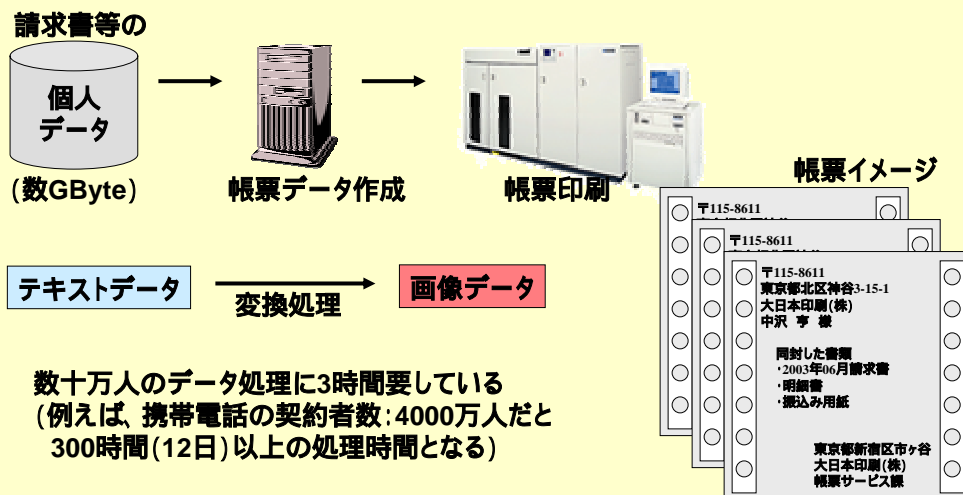 請求書等の
個人
データ
(数GByte)
帳票データ作成
帳票印刷
帳票イメージ
テキストデータ
変換処理
画像データ
数十万人のデータ処理に3時間要している
(例えば、携帯電話の契約者数:4000万人だと
300時間(12日)以上の処理時間となる)
〒115-8611
〒115-8611
〒115-8611
東京都北区神谷3-15-1
大日本印刷(株)
中沢 亨 様
同封した書類
・2003年06月請求書
・明細書
・振込み用紙
東京都新宿区市ヶ谷
大日本印刷(株)
帳票サービス課